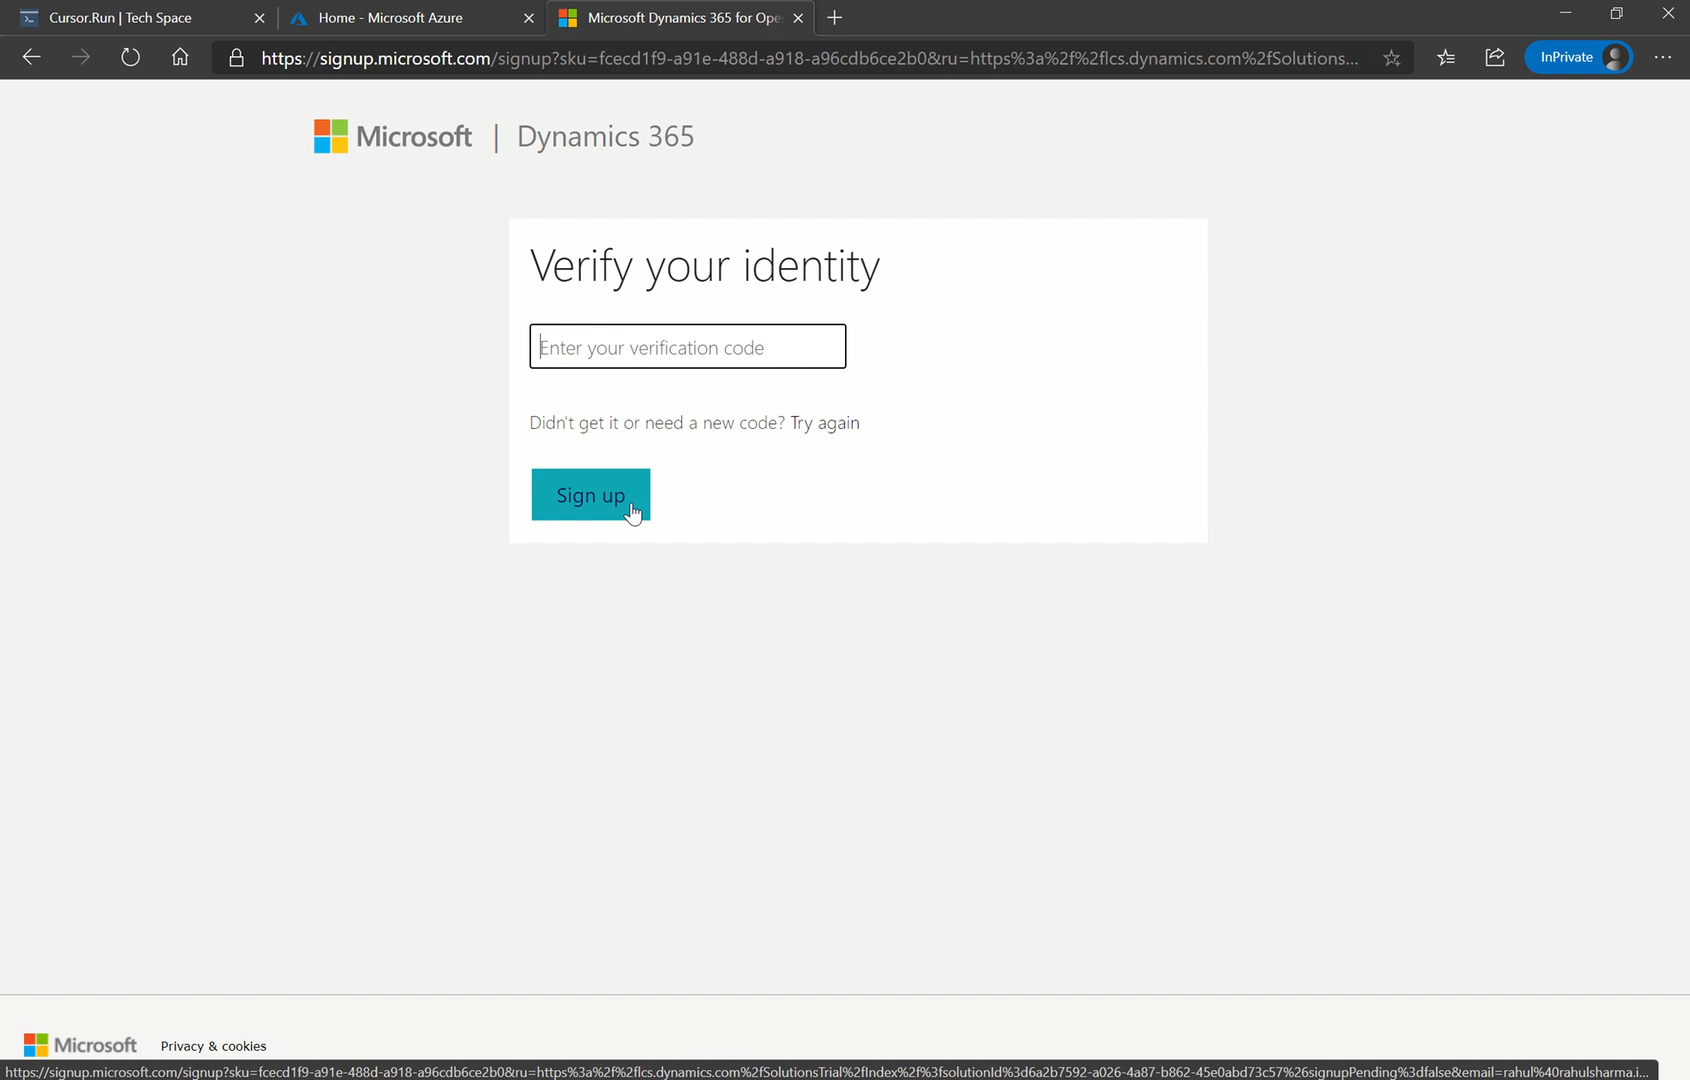 Cursor.Run | Tech Space
Home - Microsoft Azure
Microsoft Dynamics 365 for Ope
https://signup.microsoft.com/signup?sku=fcecd1f9-a91e-488d-a918-a96cdb6ce2b0&ru=https%3a%2f%2flcs.dynamics.com%2fSolutions...
InPrivate
Microsoft | Dynamics 365
Verify your identity
Enter your verification code
Didn't get it or need a new code? Try again
Sign up
Microsoft Privacy & cookies
https://signup.microsoft.com/signup?sku=fcecd1f9-a91e-488d-a918-a96cdb6ce2b0&ru=https%3a%2f%2flcs.dynamics.com%2fSolutionsTrial%2fIndex%2f%3fsolutionId%3d6a2b7592-a026-4a87-b862-45e0abd73c57%26signupPending%3dfalse&email=rahul%40rahulsharma.i...